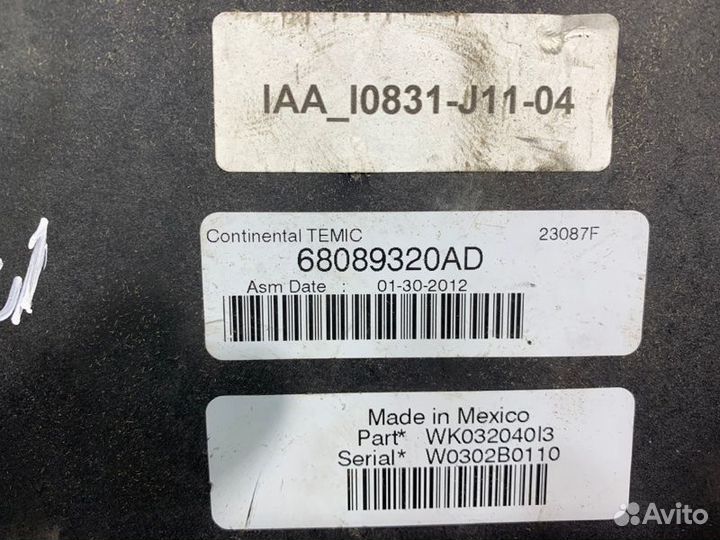 IAA_I0831-J11-04
Continental TEMIC 23087F
68089320AD
Asm Date : 01-30-2012
Made in Mexico
Part* WK032040I3
Serial* W0302B0110
Avito